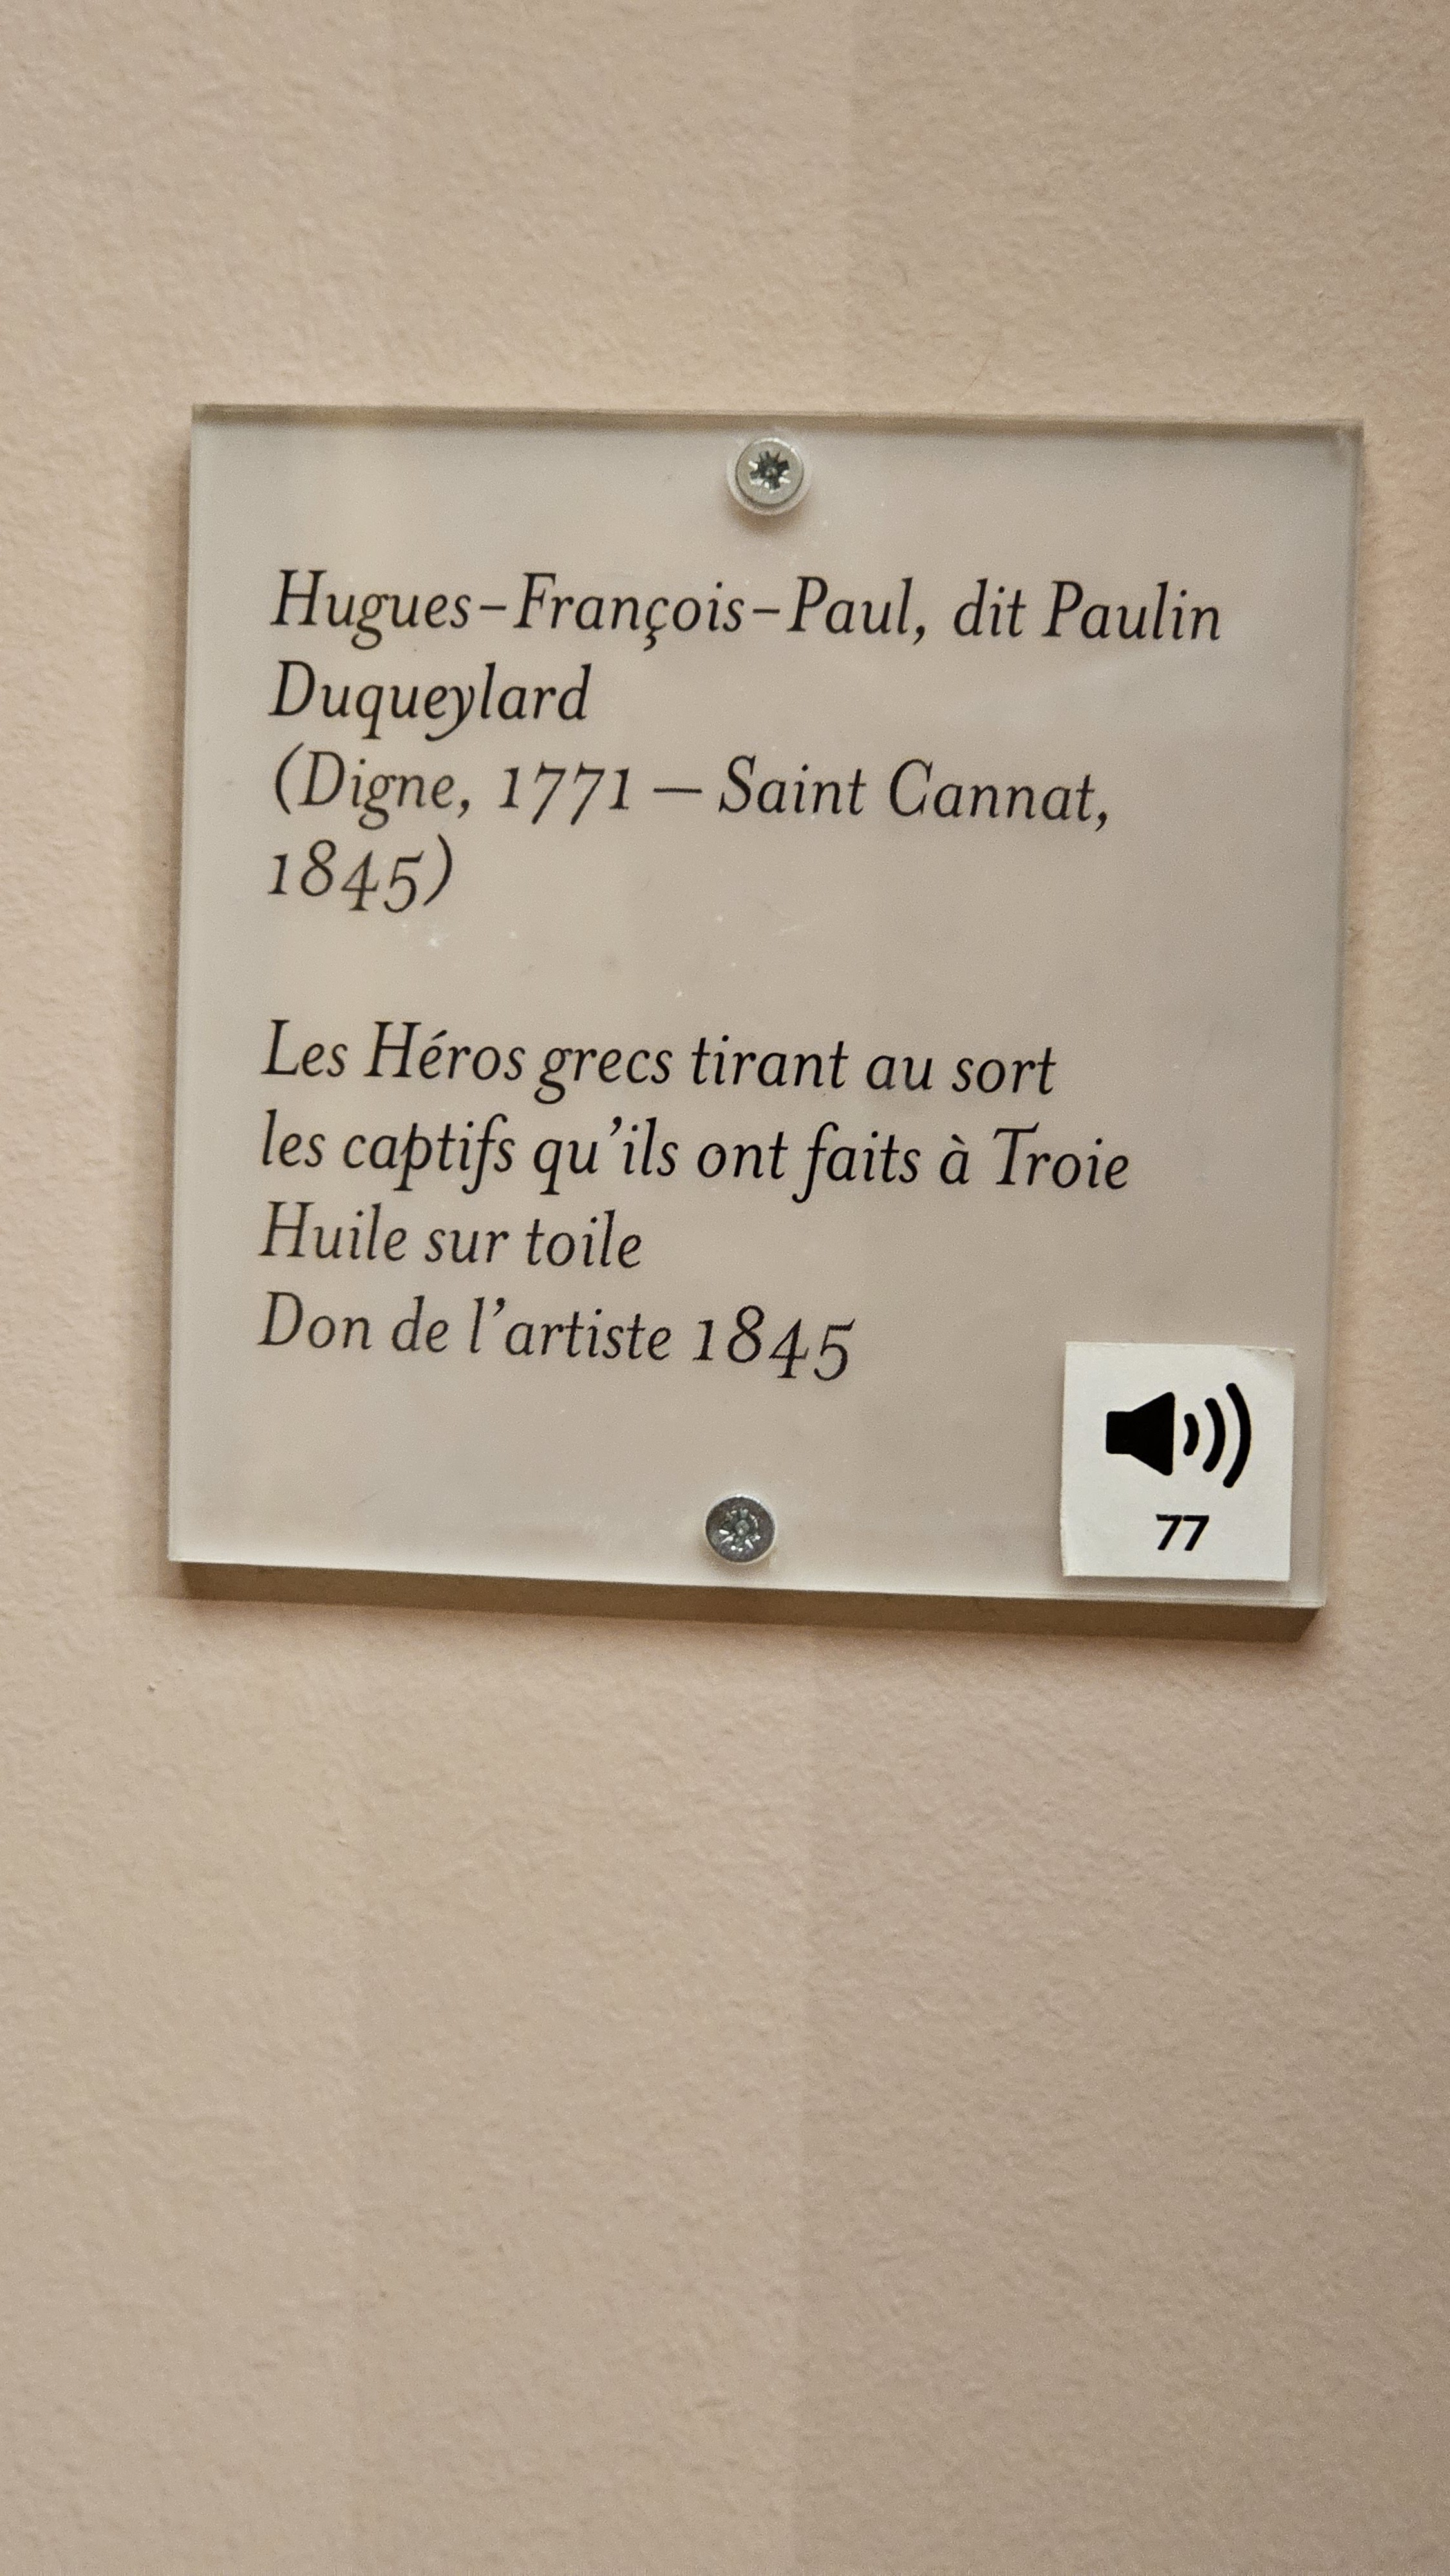 Hugues-François-Paul, dit Paulin
Duqueylard
(Digne, 1771 – Saint Cannat,
1845)
Les Héros grecs tirant au sort
les captifs qu'ils ont faits à Troie
Huile sur toile
Don de l'artiste 1845
77